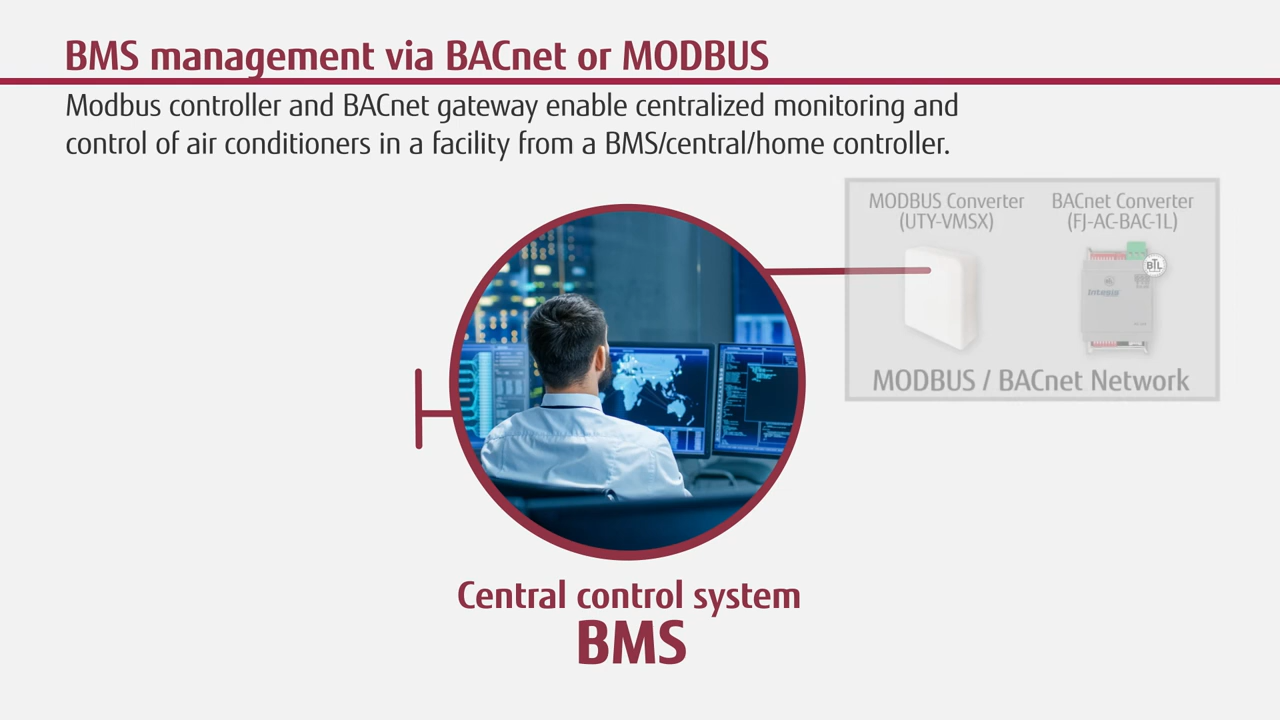 BMS management via BACnet or MODBUS
Modbus controller and BACnet gateway enable centralized monitoring and
control of air conditioners in a facility from a BMS/central/home controller.
MODBUS Converter
(UTY-VMSX)
BACnet Converter
(FJ-AC-BAC-1L)
BTL
Intesis
MODBUS / BACnet Network
Central control system
BMS